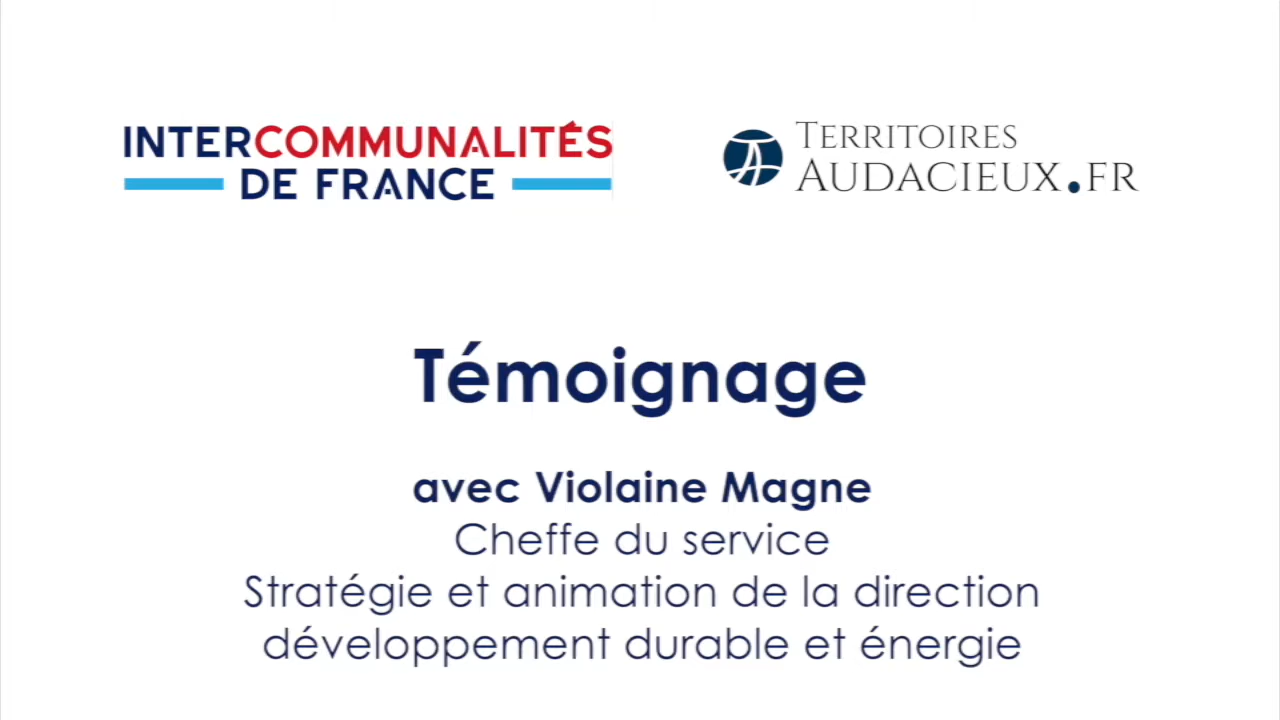 INTERCOMMUNALITÉS
DE FRANCE
TERRITOIRES
AUDACIEUX.FR
Témoignage
avec Violaine Magne
Cheffe du service
Stratégie et animation de la direction
développement durable et énergie